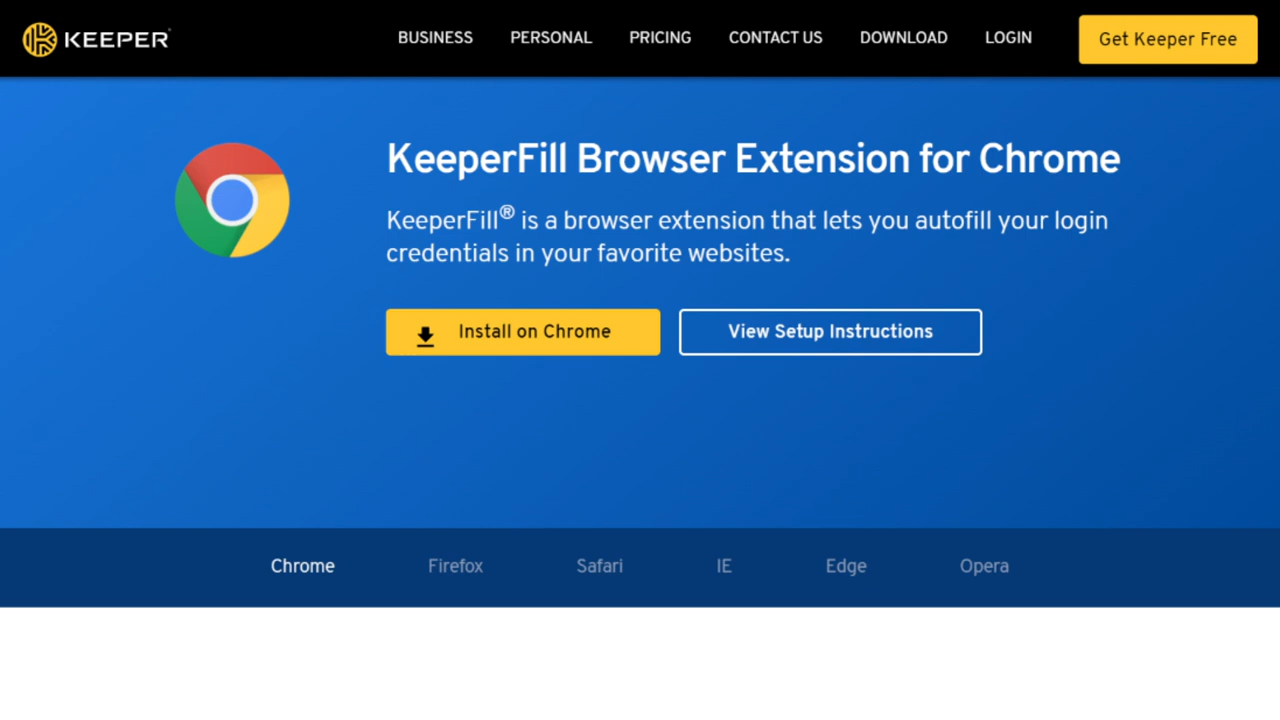 KEEPER
BUSINESS
PERSONAL
PRICING
CONTACT US
DOWNLOAD
LOGIN
Get Keeper Free
KeeperFill Browser Extension for Chrome
KeeperFill® is a browser extension that lets you autofill your login
credentials in your favorite websites.
Install on Chrome
View Setup Instructions
Chrome
Firefox
Safari
IE
Edge
Opera